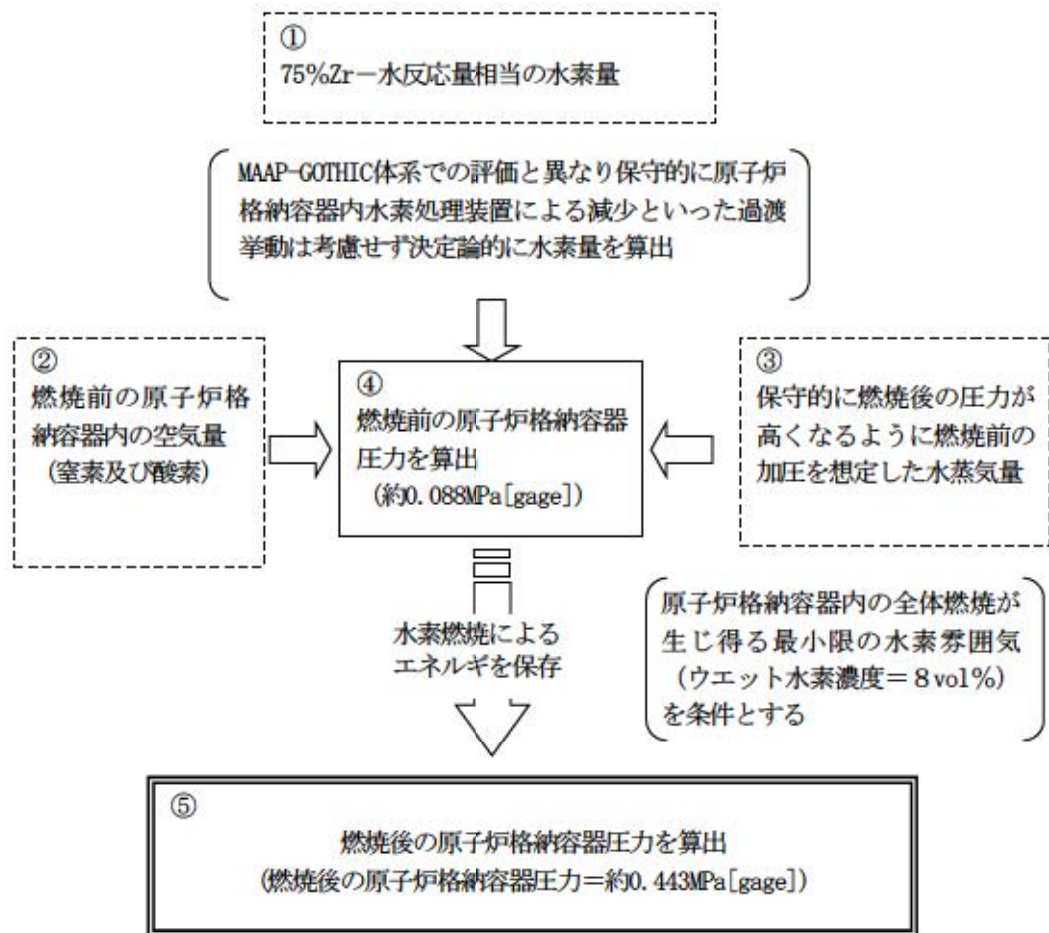 ①
75%Zr－水反応量相当の水素量
MAAP-GOTHIC体系での評価と異なり保守的に原子炉
格納容器内水素処理装置による減少といった過渡
挙動は考慮せず決定論的に水素量を算出
②
燃焼前の原子炉格
納容器内の空気量
（窒素及び酸素）
④
燃焼前の原子炉格納容器
圧力を算出
（約0.088MPa[gage]）
③
保守的に燃焼後の圧力が
高くなるように燃焼前の
加圧を想定した水蒸気量
水素燃焼による
エネルギを保存
原子炉格納容器内の全体燃焼が
生じ得る最小限の水素雰囲気
（ウエット水素濃度＝８vol％）
を条件とする
⑤
燃焼後の原子炉格納容器圧力を算出
(燃焼後の原子炉格納容器圧力＝約0.443MPa[gage])